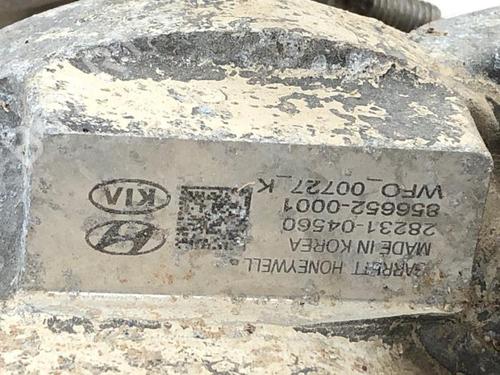 GARRETT HONEYWELL
MADE IN KOREA
28231-04560
856652-0001
WFO_00727_K
KIA